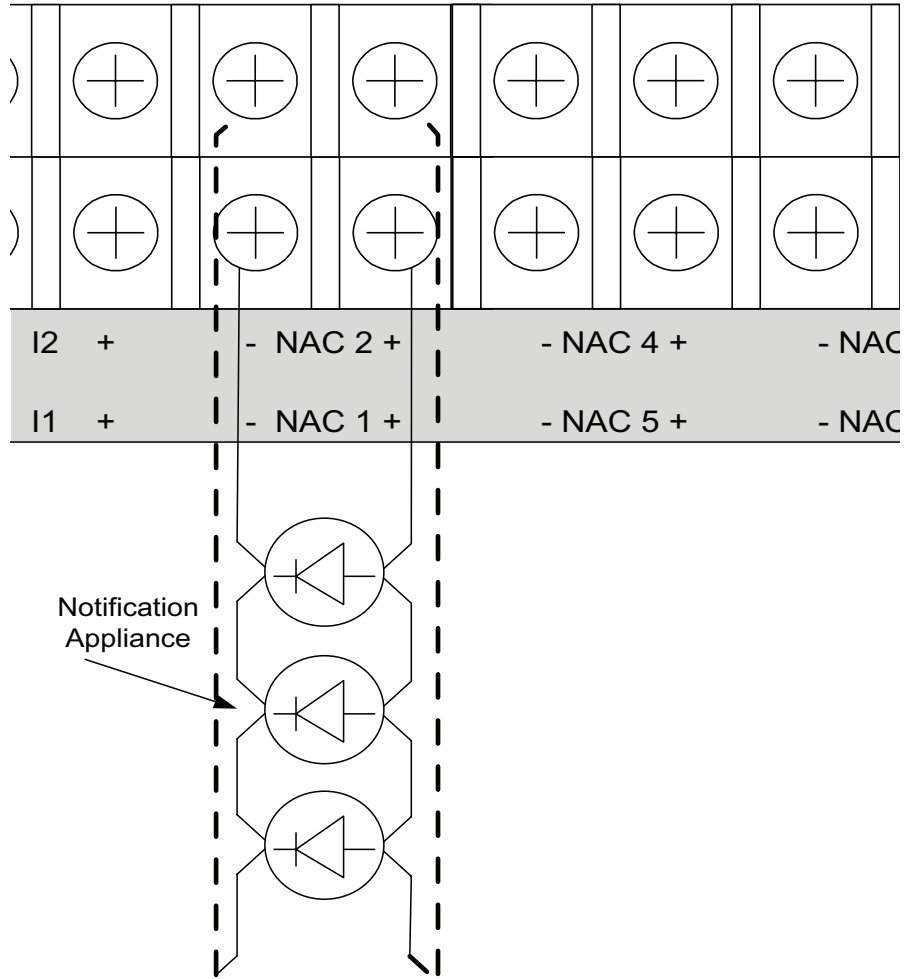 I2 + - NAC 2 + - NAC 4 + - NAC
I1 + - NAC 1 + - NAC 5 + - NAC
Notification
Appliance